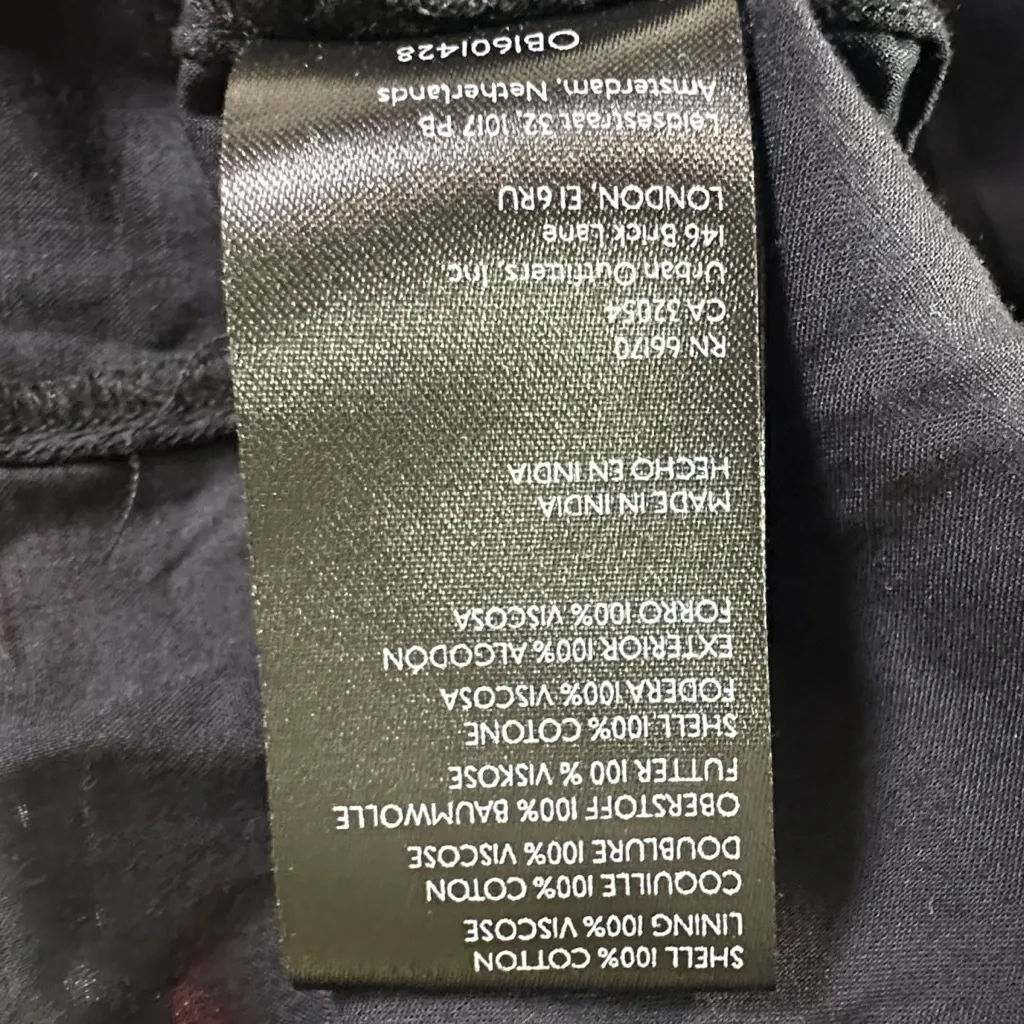 SHELL 100% COTTON
LINING 100% VISCOSE
COQUILLE 100% COTON
DOUBLURE 100% VISCOSE
OBERSTOFF 100% BAUMWOLLE
FUTTER 100 % VISKOSE
SHELL 100% COTONE
FODERA 100% VISCOSA
EXTERIOR 100% ALGODÓN
FORRO 100% VISCOSA
MADE IN INDIA
HECHO EN INDIA
RN 66170
CA 32054
Urban Outfitters, Inc
146 Brick Lane
LONDON, E1 6RU
Leidsestraat 32, 1017 PB
Amsterdam, Netherlands
OB1601428